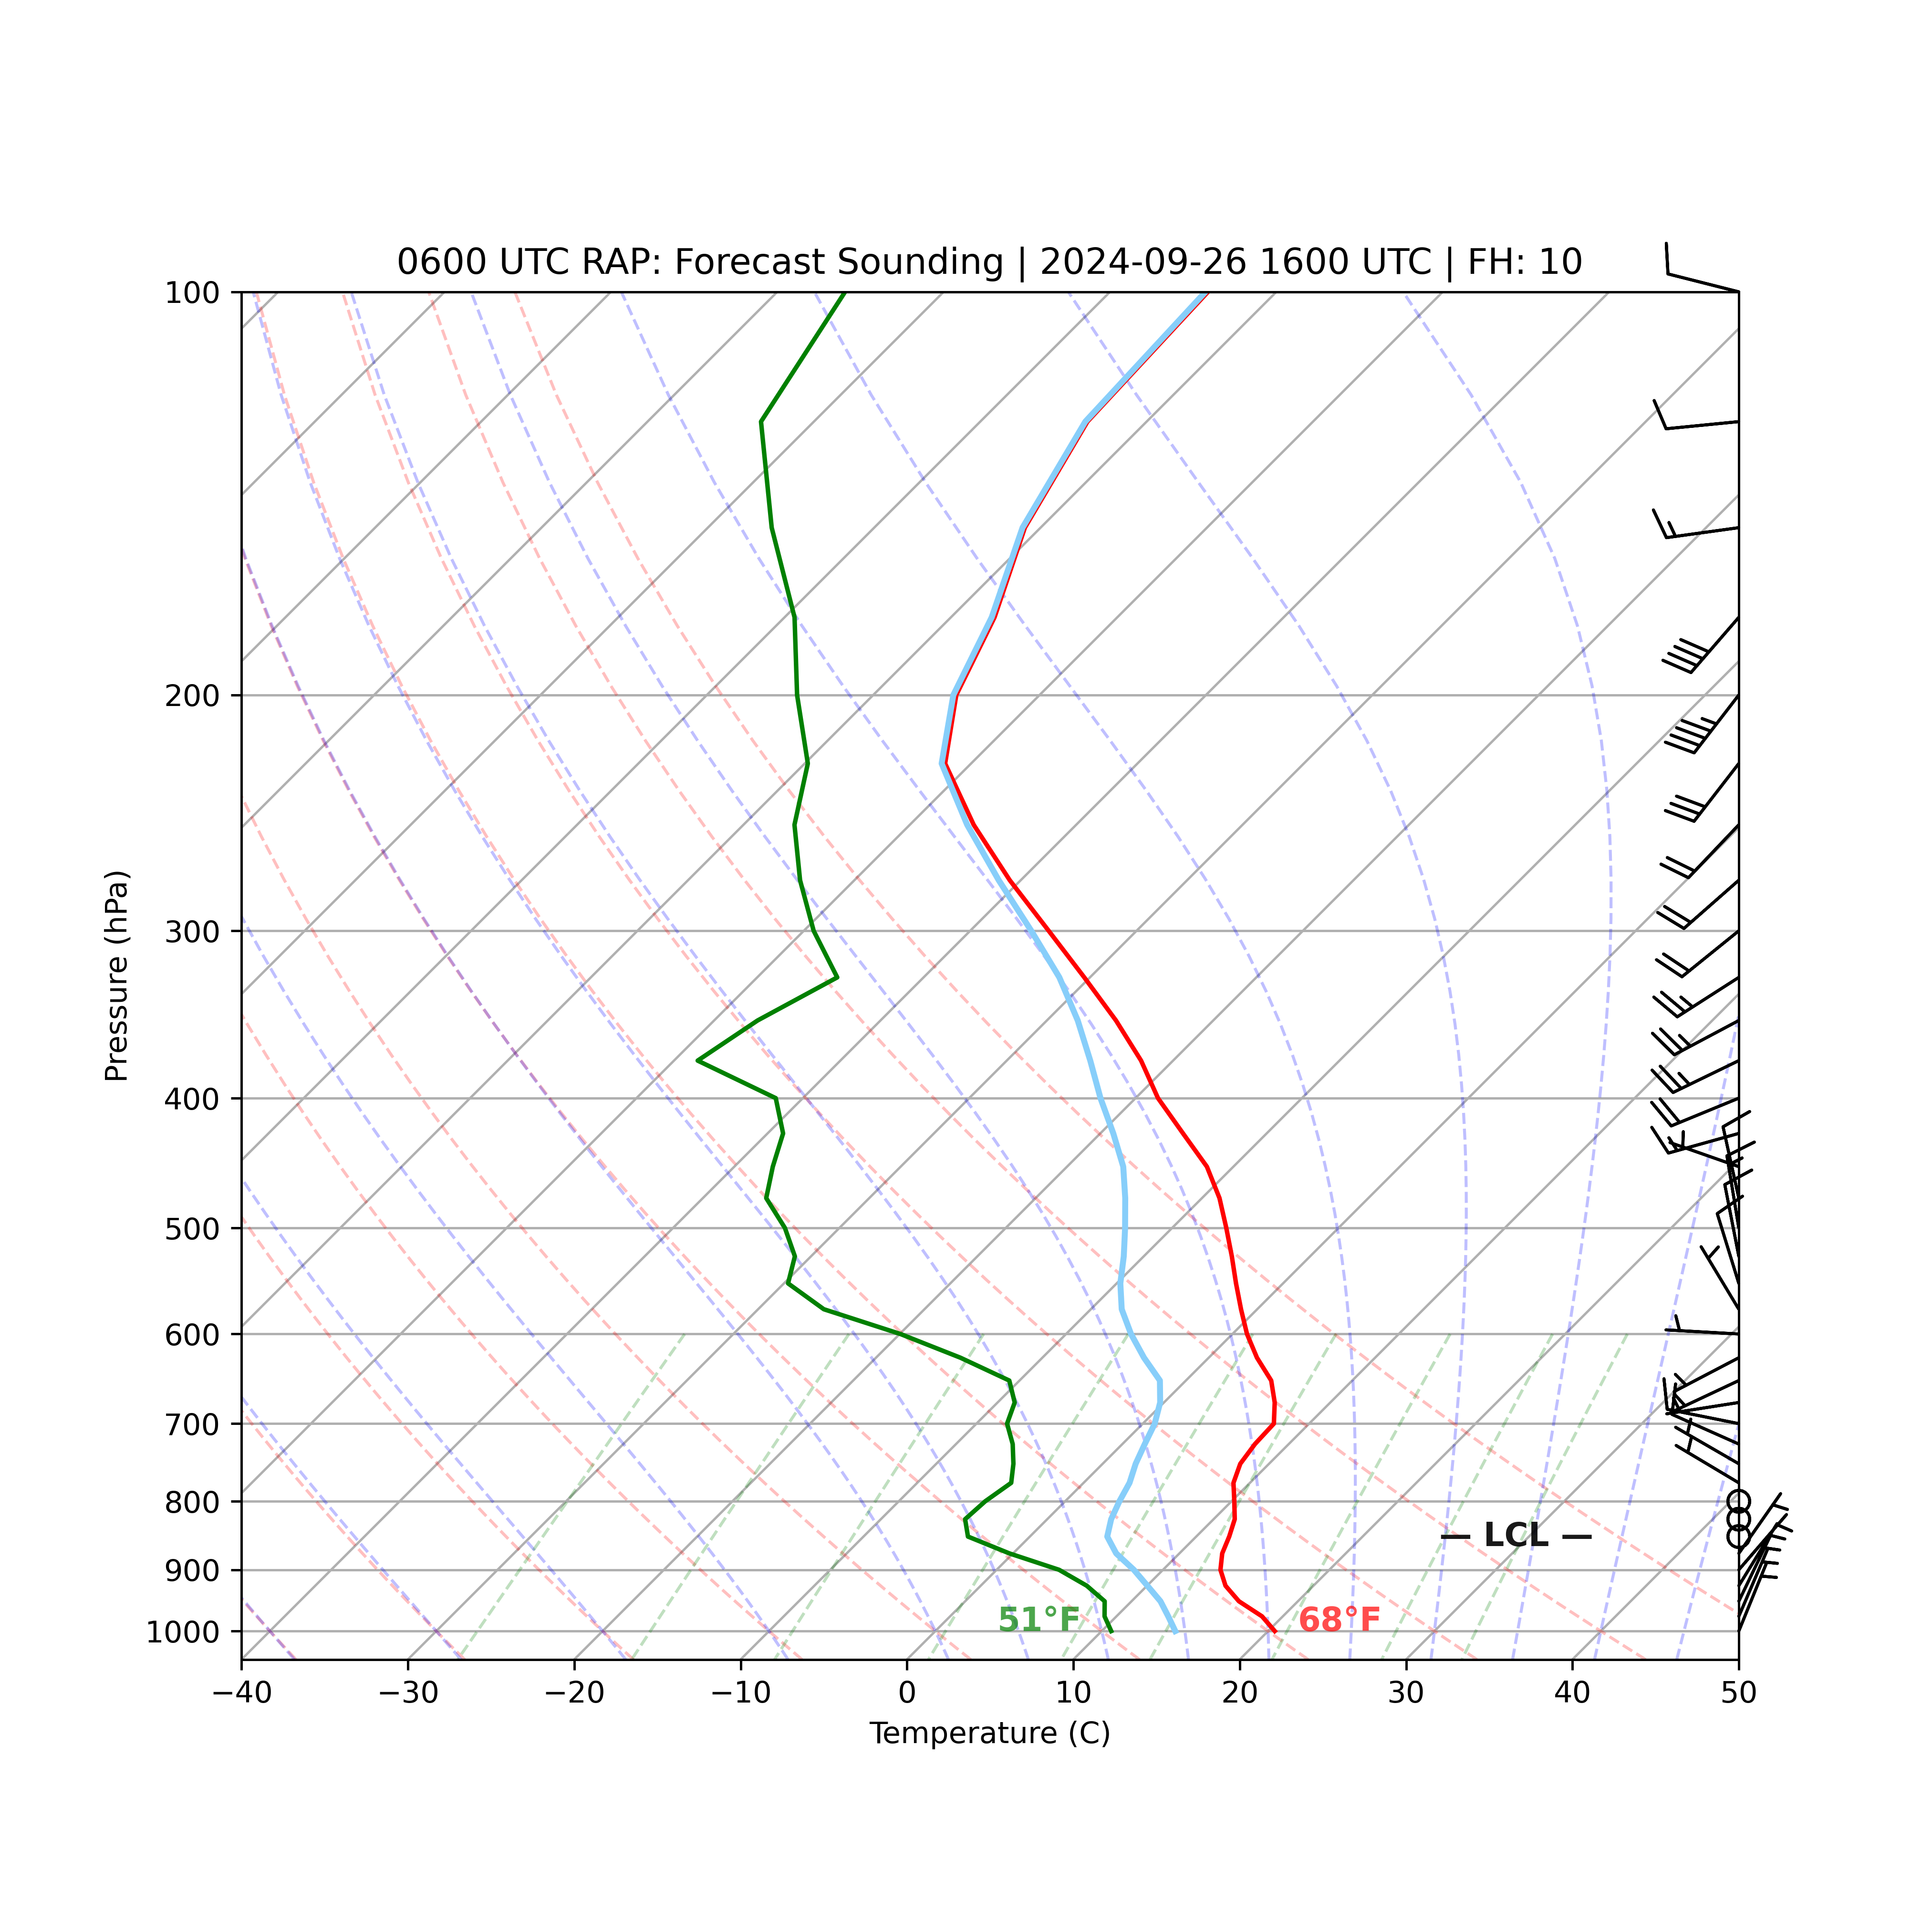 0600 UTC RAP: Forecast Sounding | 2024-09-26 1600 UTC | FH: 10
100
200
300
400
500
600
700
800
900
1000
Pressure (hPa)
— LCL —
51°F
68°F
−40 −30 −20 −10 0 10 20 30 40 50
Temperature (C)